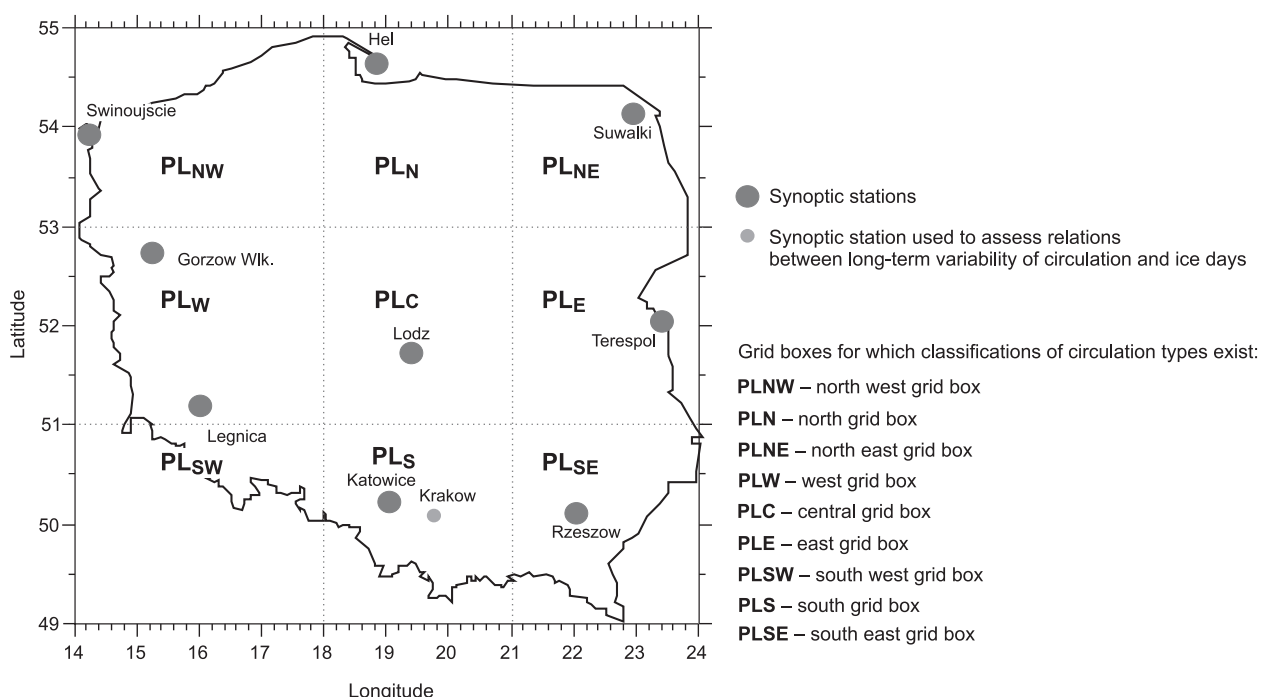 55
Hel
Swinoujscie
54
Suwalki
PLNW
PLN
PLNE
Synoptic stations
Synoptic station used to assess relations
between long-term variability of circulation and ice days
53
Gorzow Wlk.
PLW
PLC
PLE
Latitude
52
Lodz
Terespol
Grid boxes for which classifications of circulation types exist:
PLNW – north west grid box
PLN – north grid box
PLNE – north east grid box
PLW – west grid box
PLC – central grid box
PLE – east grid box
PLSW – south west grid box
PLS – south grid box
PLSE – south east grid box
51
Legnica
PLSW
PLS
PLSE
Katowice
Krakow
50
Rzeszow
49
14 15 16 17 18 19 20 21 22 23 24
Longitude